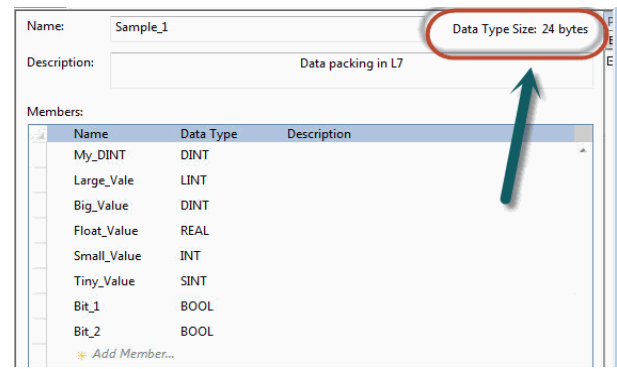 Name: Sample_1 Data Type Size: 24 bytes
Description: Data packing in L7
Members:
Name Data Type Description
My_DINT DINT
Large_Vale LINT
Big_Value DINT
Float_Value REAL
Small_Value INT
Tiny_Value SINT
Bit_1 BOOL
Bit_2 BOOL
Add Member...